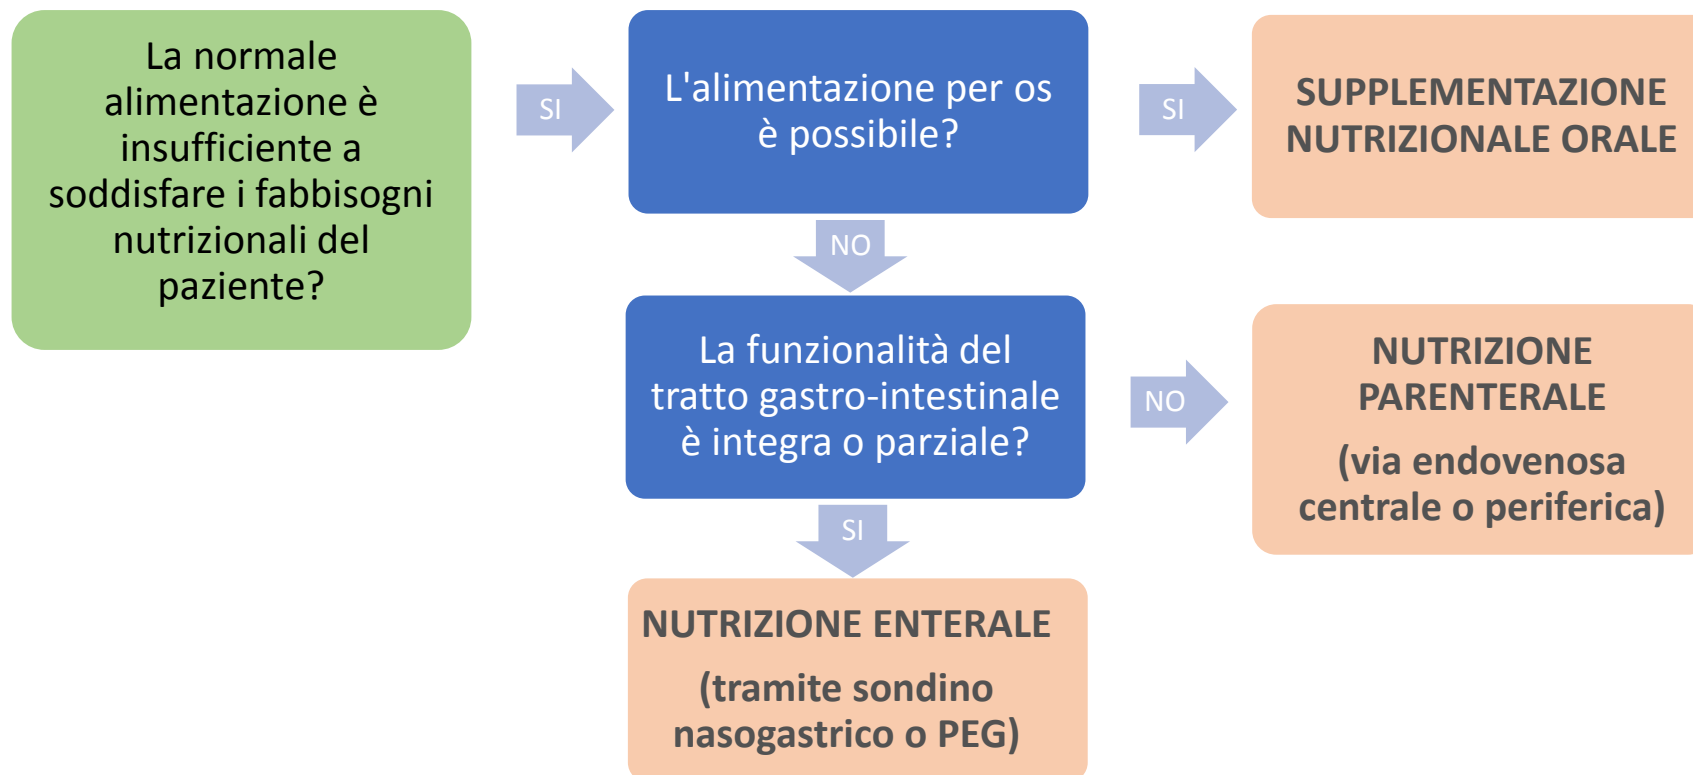 La normale
alimentazione è
insufficiente a
soddisfare i fabbisogni
nutrizionali del
paziente?
SI
L'alimentazione per os
è possibile?
SI
SUPPLEMENTAZIONE
NUTRIZIONALE ORALE
NO
La funzionalità del
tratto gastro-intestinale
è integra o parziale?
NO
NUTRIZIONE
PARENTERALE
(via endovenosa
centrale o periferica)
SI
NUTRIZIONE ENTERALE
(tramite sondino
nasogastrico o PEG)